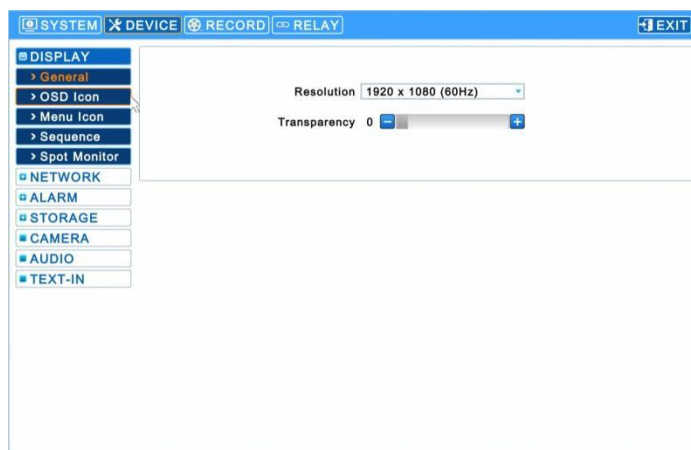 SYSTEM DEVICE RECORD RELAY EXIT
DISPLAY
> General
> OSD Icon
> Menu Icon
> Sequence
> Spot Monitor
NETWORK
ALARM
STORAGE
CAMERA
AUDIO
TEXT-IN
Resolution 1920 x 1080 (60Hz)
Transparency 0